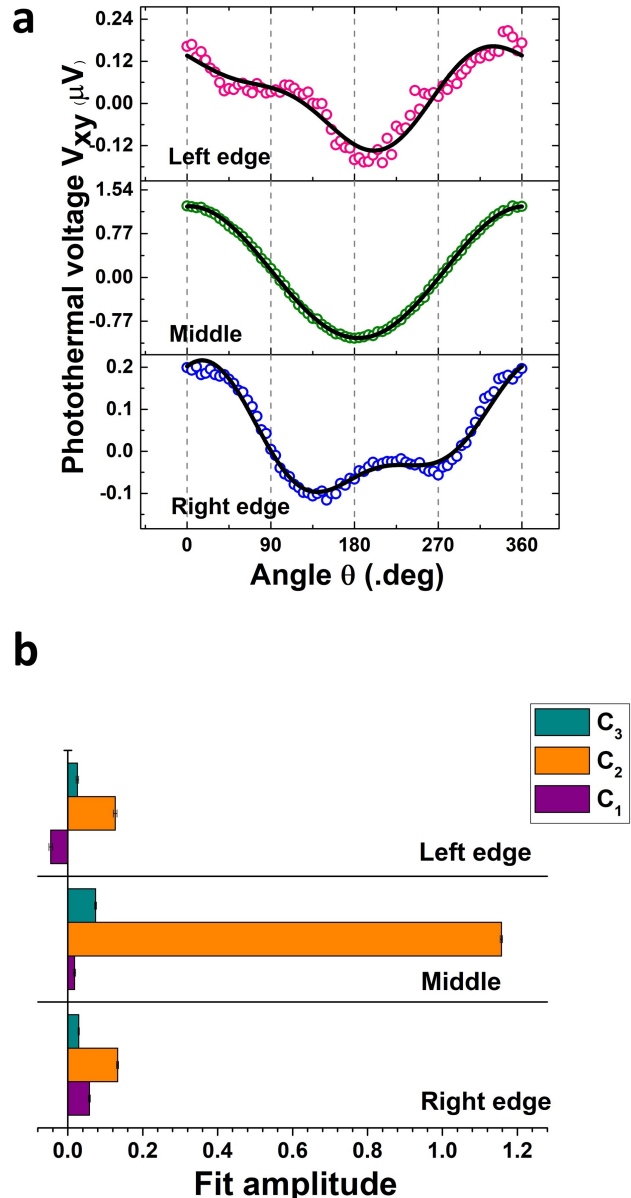 a
Photothermal voltage Vxy (μV)
0.24
0.12
0.00
-0.12
Left edge
1.54
0.77
0.00
-0.77
Middle
0.2
0.1
0.0
-0.1
Right edge
0 90 180 270 360
Angle θ (.deg)
b
C3
C2
C1
Left edge
Middle
Right edge
0.0 0.2 0.4 0.6 0.8 1.0 1.2
Fit amplitude